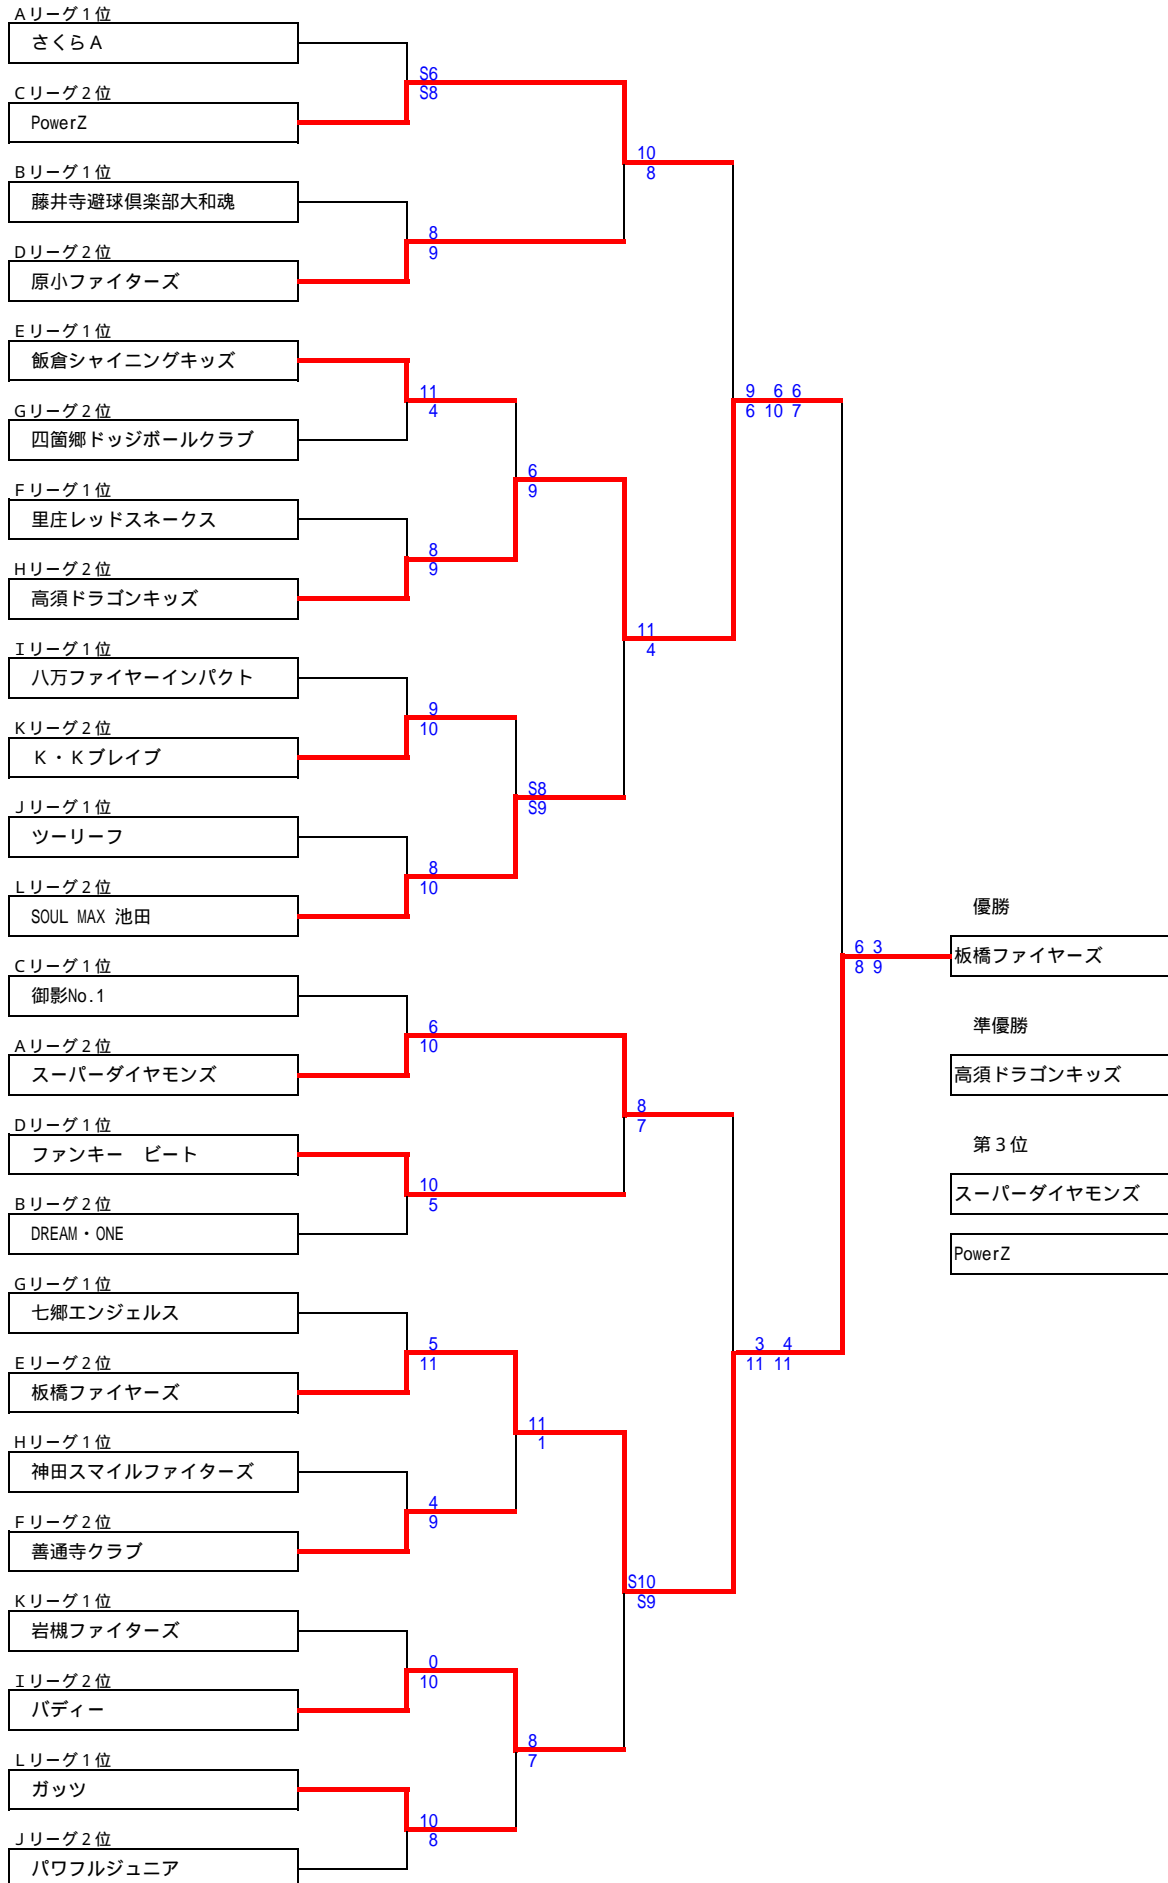 Aリーグ1位
さくらA
S6
S8
Cリーグ2位
PowerZ
10
8
Bリーグ1位
藤井寺避球倶楽部大和魂
8
9
Dリーグ2位
原小ファイターズ
Eリーグ1位
飯倉シャイニングキッズ
11
4
9 6 6
6 10 7
Gリーグ2位
四箇郷ドッジボールクラブ
6
9
Fリーグ1位
里庄レッドスネークス
8
9
Hリーグ2位
高須ドラゴンキッズ
11
4
Iリーグ1位
八万ファイヤーインパクト
9
10
Kリーグ2位
K・Kブレイブ
S8
S9
Jリーグ1位
ツーリーフ
8
10
Lリーグ2位
SOUL MAX 池田
優勝
6 3
8 9
板橋ファイヤーズ
Cリーグ1位
御影No.1
6
10
準優勝
Aリーグ2位
スーパーダイヤモンズ
高須ドラゴンキッズ
8
7
Dリーグ1位
ファンキー ビート
第3位
10
5
スーパーダイヤモンズ
Bリーグ2位
DREAM・ONE
PowerZ
Gリーグ1位
七郷エンジェルス
5
11
3 4
11 11
Eリーグ2位
板橋ファイヤーズ
11
1
Hリーグ1位
神田スマイルファイターズ
4
9
Fリーグ2位
善通寺クラブ
S10
S9
Kリーグ1位
岩槻ファイターズ
0
10
Iリーグ2位
バディー
8
7
Lリーグ1位
ガッツ
10
8
Jリーグ2位
パワフルジュニア